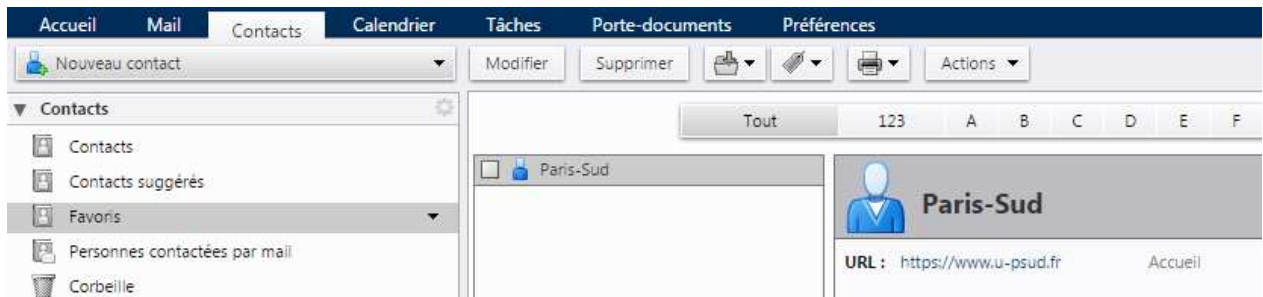 Accueil Mail Contacts Calendrier Tâches Porte-documents Préférences
Nouveau contact Modifier Supprimer Actions
Contacts
Tout 123 A B C D E F
Contacts
Contacts suggérés
Favoris
Personnes contactées par mail
Corbeille
Paris-Sud
Paris-Sud
URL : https://www.u-psud.fr Accueil